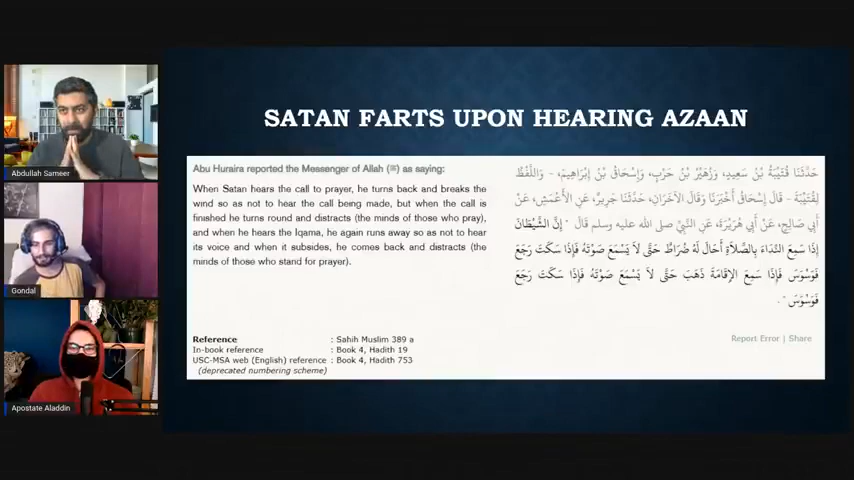 SATAN FARTS UPON HEARING AZAAN
Abu Huraira reported the Messenger of Allah (ﷺ) as saying:
When Satan hears the call to prayer, he turns back and breaks the
wind so as not to hear the call being made, but when the call is
finished he turns round and distracts (the minds of those who pray),
and when he hears the Iqama, he again runs away so as not to hear
its voice and when it subsides, he comes back and distracts (the
minds of those who stand for prayer).
حَدَّثَنَا قُتَيْبَةُ بْنُ سَعِيدٍ، وَزُهَيْرُ بْنُ حَرْبٍ، وَإِسْحَاقُ بْنُ إِبْرَاهِيمَ، - وَاللَّفْظُ
لِقُتَيْبَةَ - قَالَ إِسْحَاقُ أَخْبَرَنَا وَقَالَ الآخَرَانِ، حَدَّثَنَا جَرِيرٌ، عَنِ الأَعْمَشِ، عَنْ
أَبِي صَالِحٍ، عَنْ أَبِي هُرَيْرَةَ، عَنِ النَّبِيِّ صلى الله عليه وسلم قَالَ ‏"‏ إِنَّ الشَّيْطَانَ
إِذَا سَمِعَ النِّدَاءَ بِالصَّلاَةِ أَحَالَ لَهُ ضُرَاطٌ حَتَّى لاَ يَسْمَعَ صَوْتَهُ فَإِذَا سَكَتَ رَجَعَ
فَوَسْوَسَ فَإِذَا سَمِعَ الإِقَامَةَ ذَهَبَ حَتَّى لاَ يَسْمَعَ صَوْتَهُ فَإِذَا سَكَتَ رَجَعَ
فَوَسْوَسَ ‏"‏ ‏.‏
Reference : Sahih Muslim 389 a
In-book reference : Book 4, Hadith 19
USC-MSA web (English) reference : Book 4, Hadith 753
(deprecated numbering scheme)
Report Error | Share
Abdullah Sameer
Gondal
Apostate Aladdin